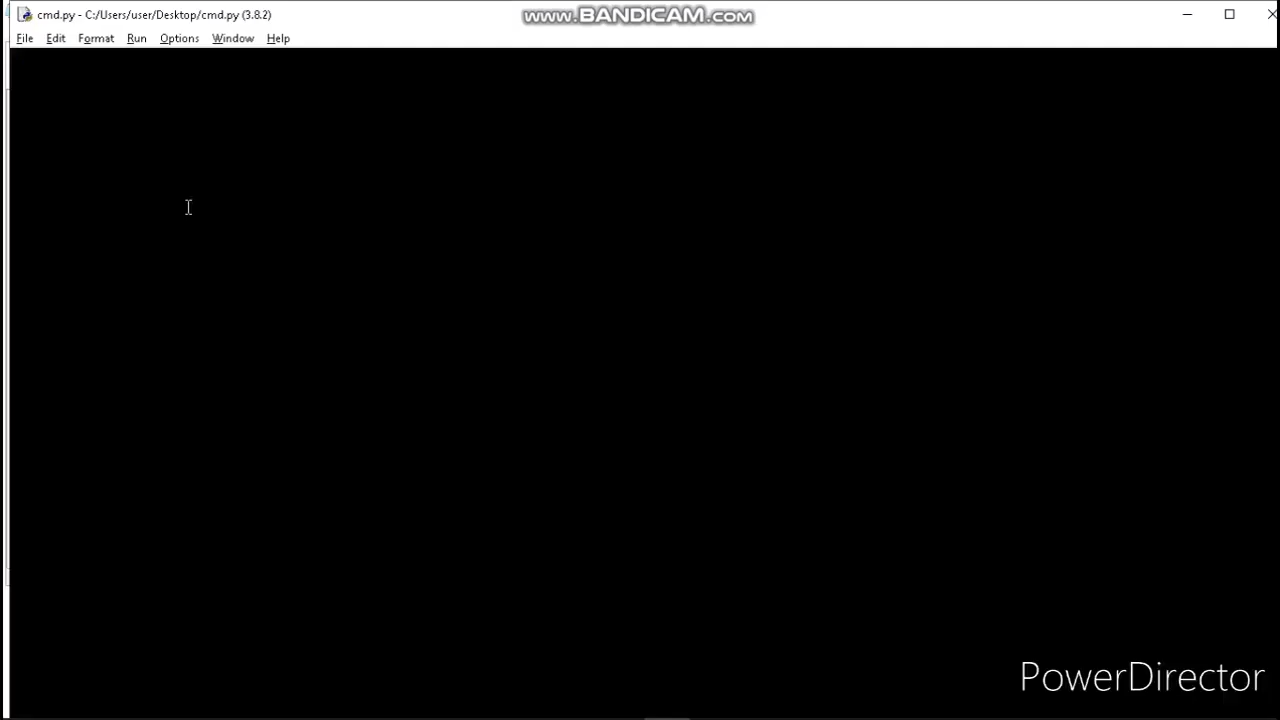 cmd.py - C:/Users/user/Desktop/cmd.py (3.8.2)
www.BANDICAM.com
File Edit Format Run Options Window Help
PowerDirector